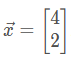 x⃗ = [4
2]